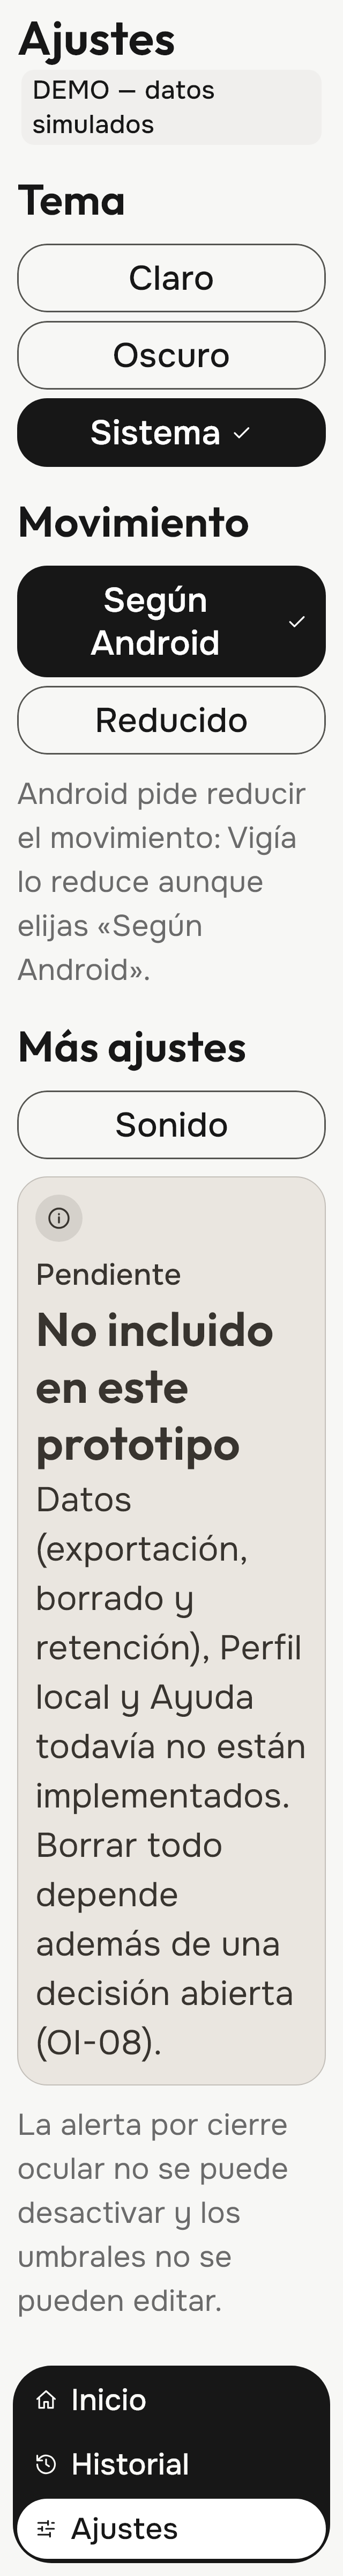 Ajustes
DEMO — datos
simulados
Tema
Claro
Oscuro
Sistema
Movimiento
Según
Android
Reducido
Android pide reducir
el movimiento: Vigía
lo reduce aunque
elijas «Según
Android».
Más ajustes
Sonido
Pendiente
No incluido
en este
prototipo
Datos
(exportación,
borrado y
retención), Perfil
local y Ayuda
todavía no están
implementados.
Borrar todo
depende
además de una
decisión abierta
(OI-08).
La alerta por cierre
ocular no se puede
desactivar y los
umbrales no se
pueden editar.
Inicio
Historial
Ajustes